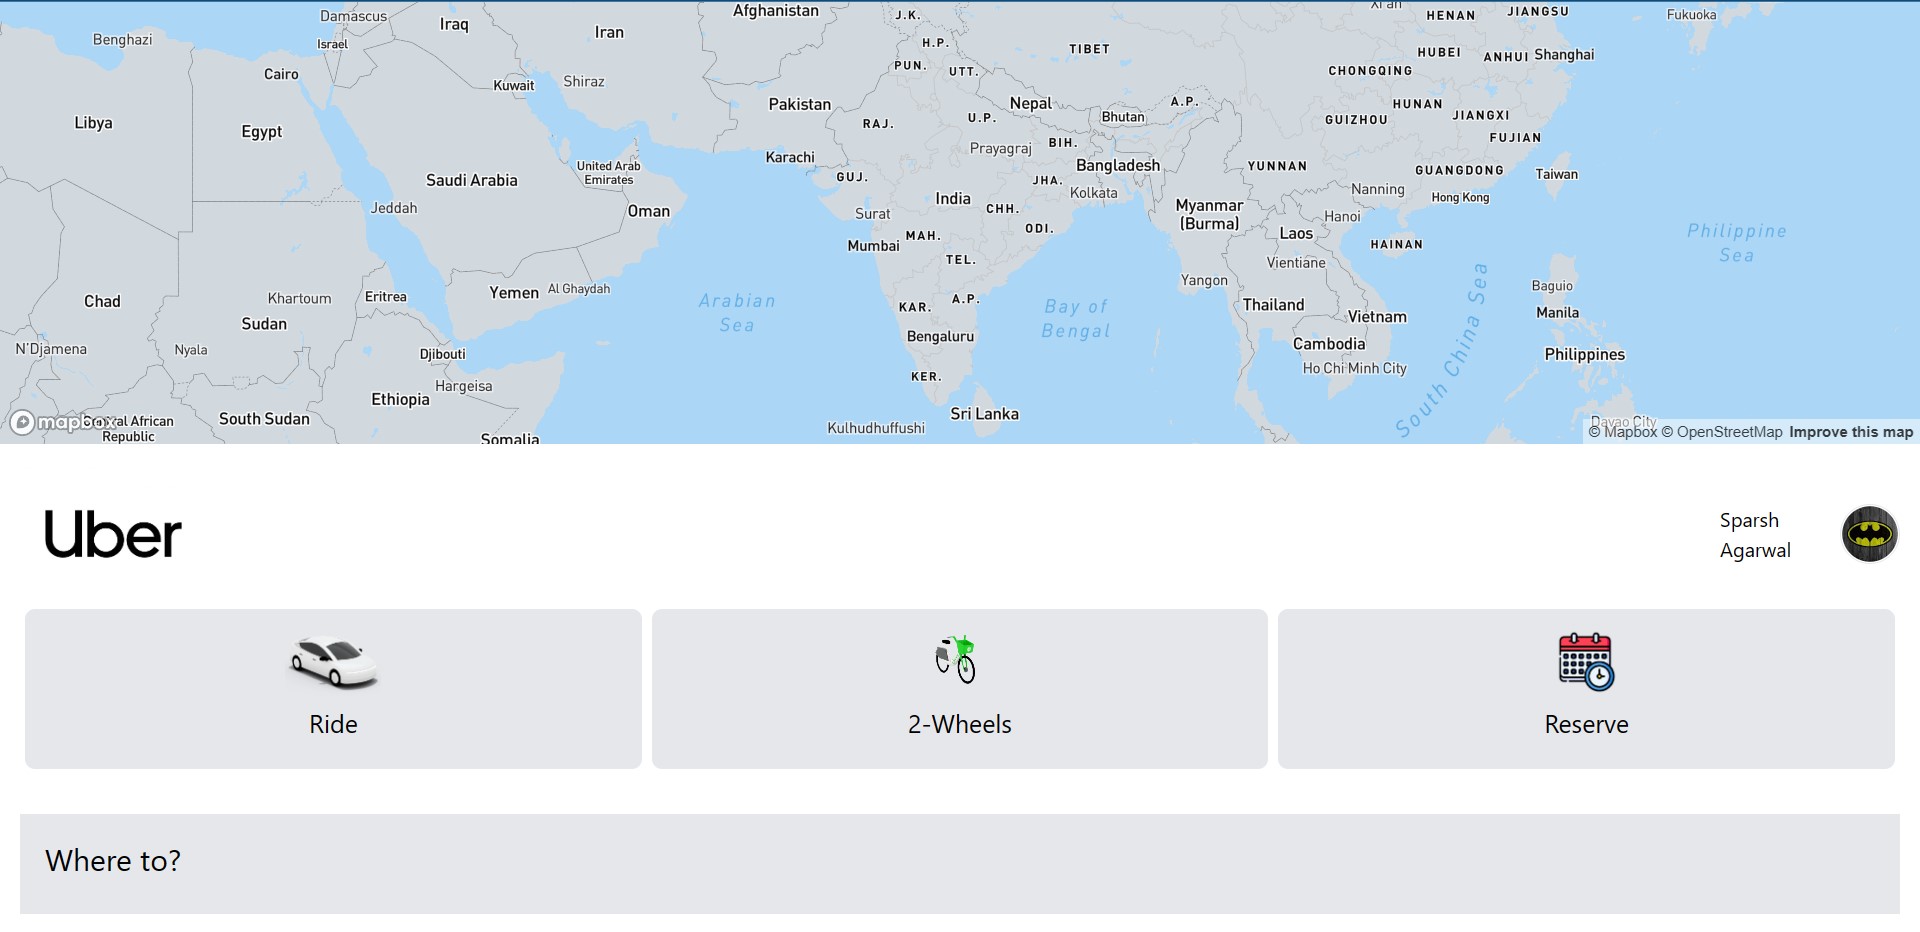 Damascus
Iraq
Afghanistan
J.K.
HENAN
JIANGSU
Fukuoka
Benghazi
Israel
Iran
H.P.
TIBET
HUBEI
ANHUI
Shanghai
Cairo
Kuwait
Shiraz
PUN.
UTT.
CHONGQING
Libya
Egypt
Pakistan
RAJ.
U.P.
Nepal
Bhutan
A.P.
GUIZHOU
HUNAN
JIANGXI
FUJIAN
Saudi Arabia
United Arab
Emirates
Karachi
GUJ.
Prayagraj
BIH.
Bangladesh
YUNNAN
GUANGDONG
Taiwan
Jeddah
Oman
Surat
India
JHA.
Kolkata
CHH.
Myanmar
(Burma)
Nanning
Hong Kong
Hanoi
Mumbai
MAH.
ODI.
Laos
HAINAN
Philippine
Sea
TEL.
Vientiane
Chad
Khartoum
Eritrea
Yemen
Al Ghaydah
Arabian
Sea
KAR.
A.P.
Bay of
Bengal
Yangon
Thailand
Vietnam
South China Sea
Baguio
Manila
Sudan
N'Djamena
Nyala
Djibouti
Bengaluru
Cambodia
Philippines
Hargeisa
Ethiopia
KER.
Ho Chi Minh City
mapbox
Central African
Republic
South Sudan
Somalia
Kulhudhuffushi
Sri Lanka
Davao City
© Mapbox © OpenStreetMap Improve this map
Uber
Sparsh
Agarwal
Ride
2-Wheels
Reserve
Where to?